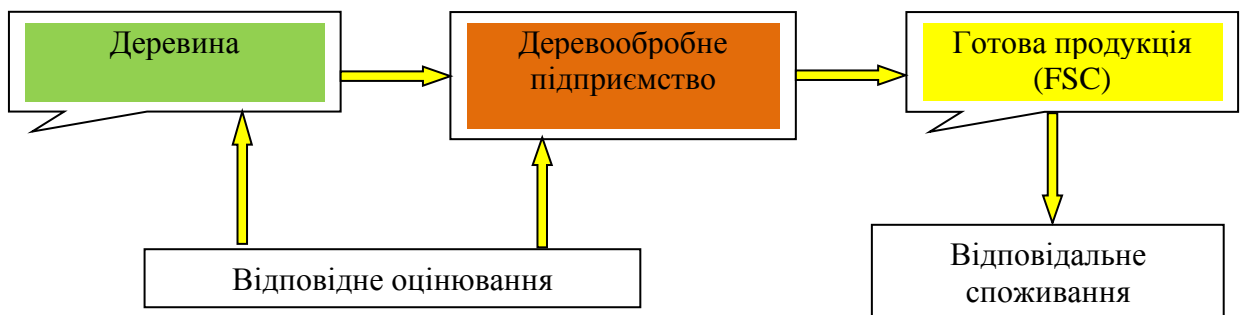 Деревина
Деревообробне
підприємство
Готова продукція
(FSC)
Відповідне оцінювання
Відповідальне
споживання